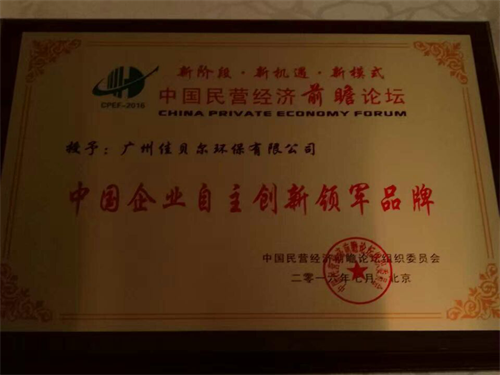 新阶段·新机遇·新模式
CPEF-2016
中国民营经济前瞻论坛
CHINA PRIVATE ECONOMY FORUM
授予：广州佳贝尔环保有限公司
中国企业自主创新领军品牌
中国民营经济前瞻论坛组织委员会
二零一六年七月 北京